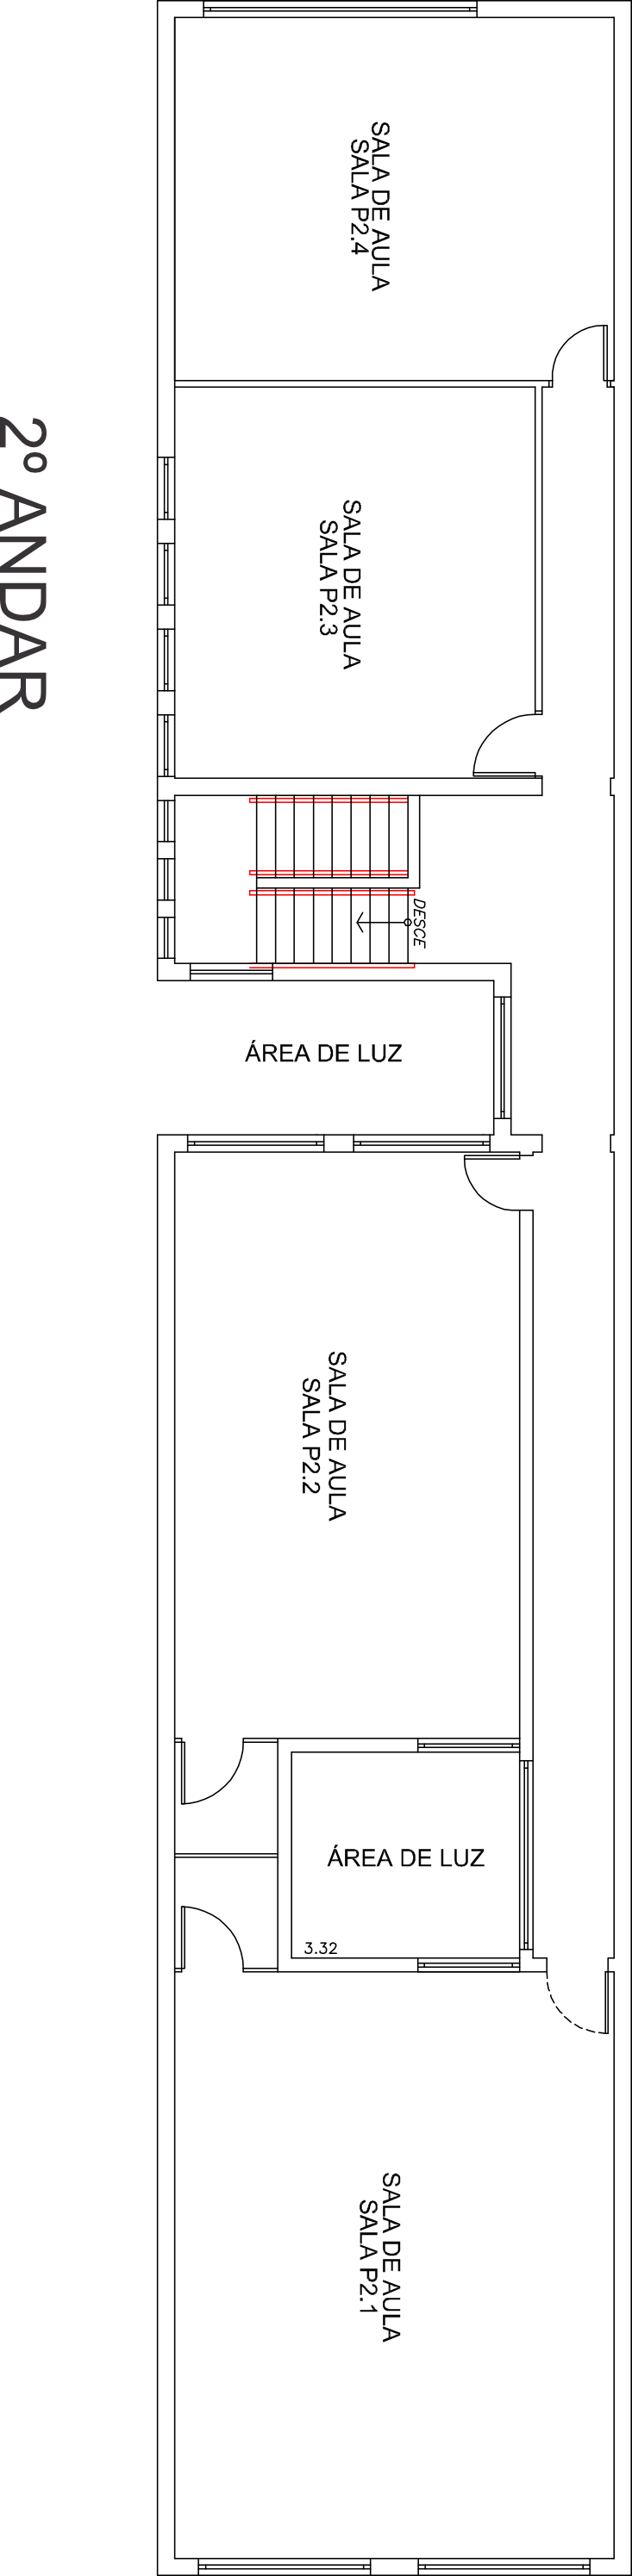 SALA DE AULA
SALA P2.4
2º ANDAR
SALA DE AULA
SALA P2.3
DESCE
ÁREA DE LUZ
SALA DE AULA
SALA P2.2
ÁREA DE LUZ
3.32
SALA DE AULA
SALA P2.1